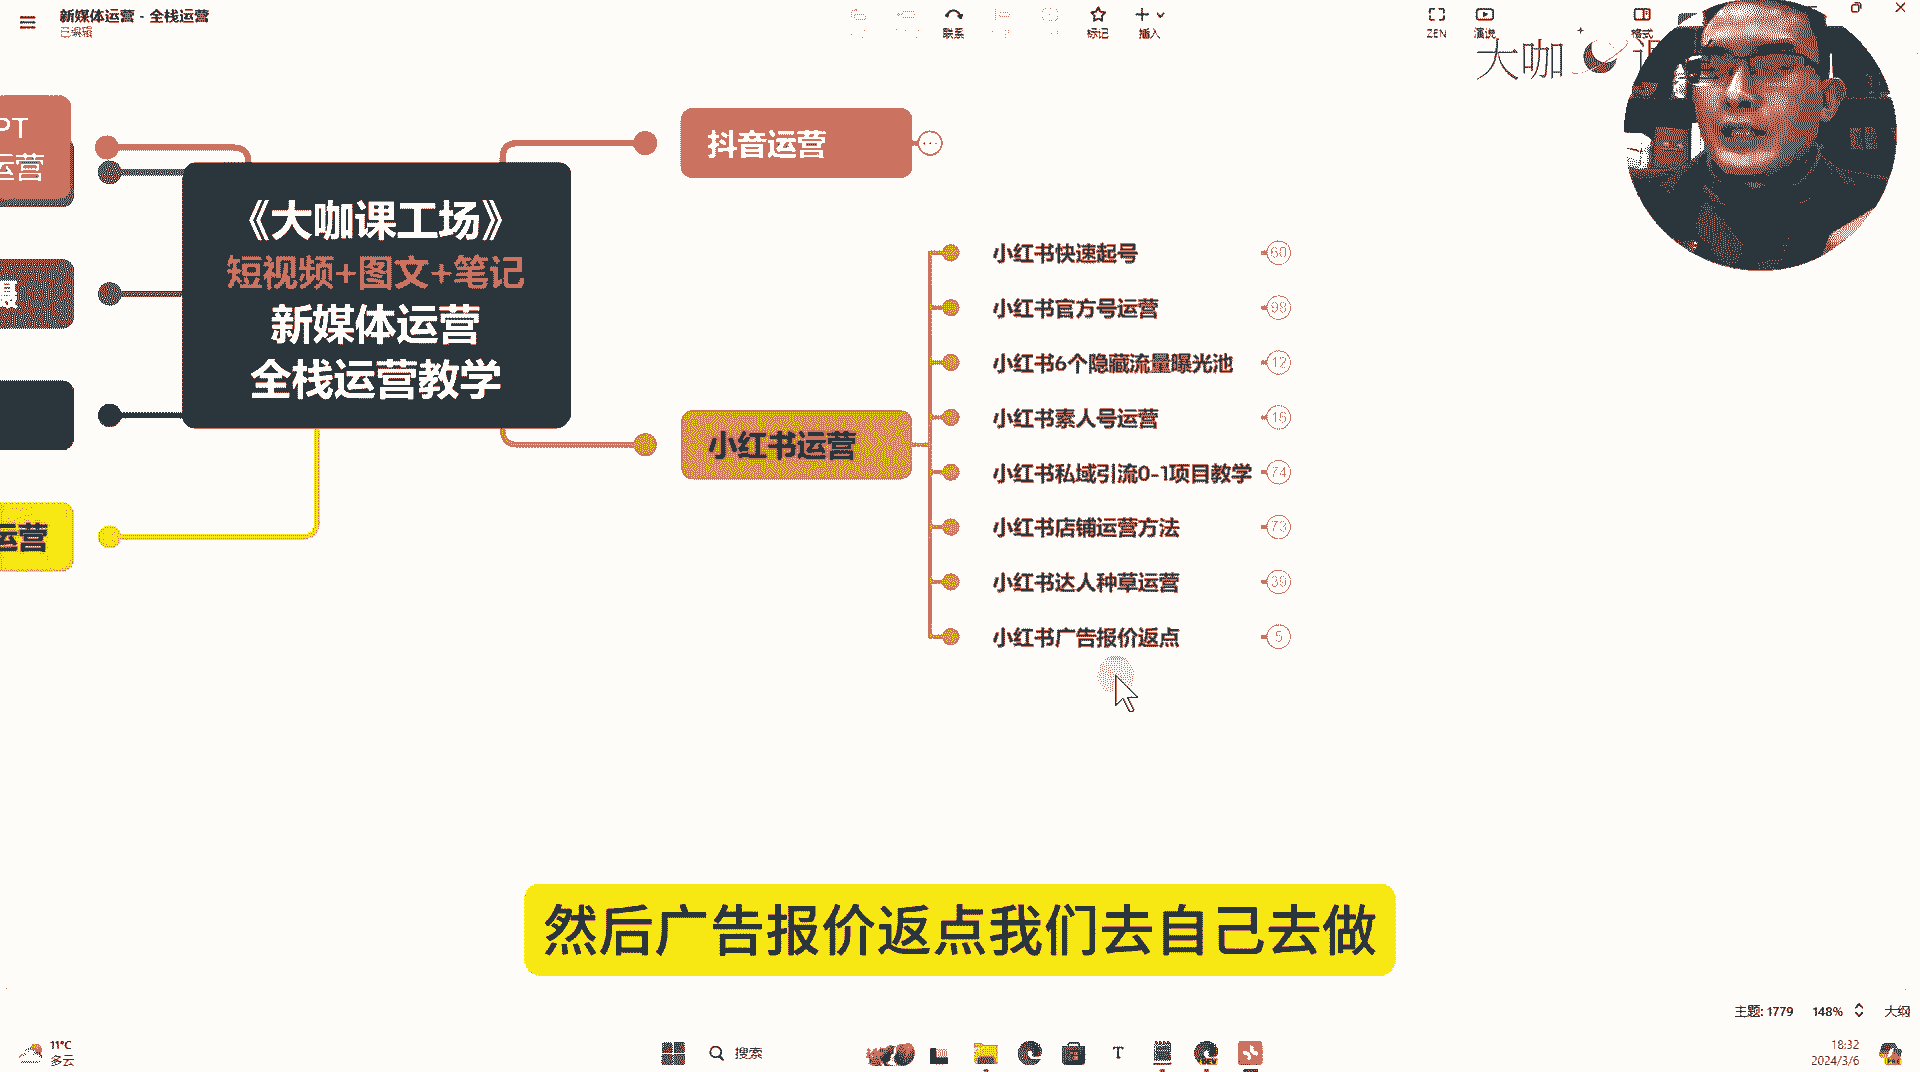 新媒体运营 - 全栈运营
已编辑
联系
标记
插入
ZEN
演说
格式
大咖
PT
运营
运营
《大咖课工场》
短视频+图文+笔记
新媒体运营
全栈运营教学
抖音运营
小红书运营
小红书快速起号 60
小红书官方号运营 98
小红书6个隐藏流量曝光池 12
小红书素人号运营 15
小红书私域引流0-1项目教学 74
小红书店铺运营方法 73
小红书达人种草运营 39
小红书广告报价返点 5
然后广告报价返点我们去自己去做
主题: 1779 148% 大纲
11°C
多云
搜索
18:32
2024/3/6